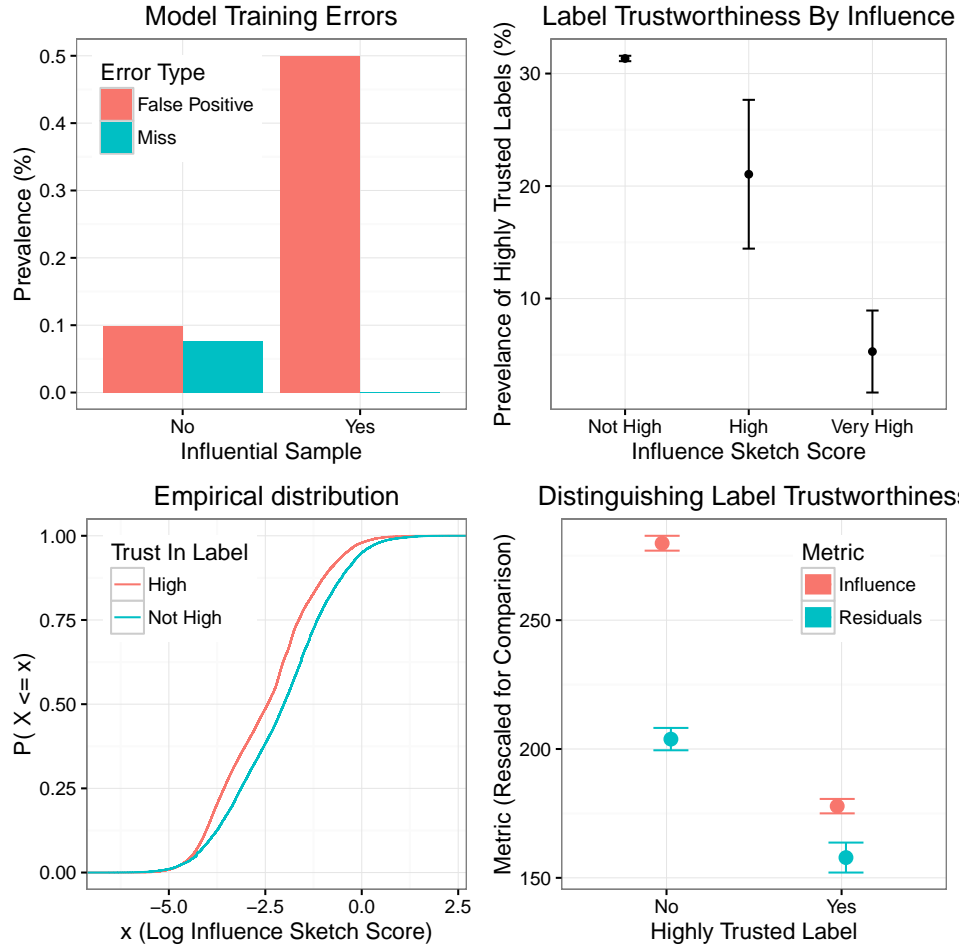 Model Training Errors
Prevalence (%)
0.5
0.4
0.3
0.2
0.1
0.0
Error Type
False Positive
Miss
No
Yes
Influential Sample
Label Trustworthiness By Influence
Prevelance of Highly Trusted Labels (%)
30
20
10
Not High
High
Very High
Influence Sketch Score
Empirical distribution
P( X <= x)
1.00
0.75
0.50
0.25
0.00
Trust In Label
High
Not High
−5.0
−2.5
0.0
2.5
x (Log Influence Sketch Score)
Distinguishing Label Trustworthiness
Metric (Rescaled for Comparison)
250
200
150
Metric
Influence
Residuals
No
Yes
Highly Trusted Label